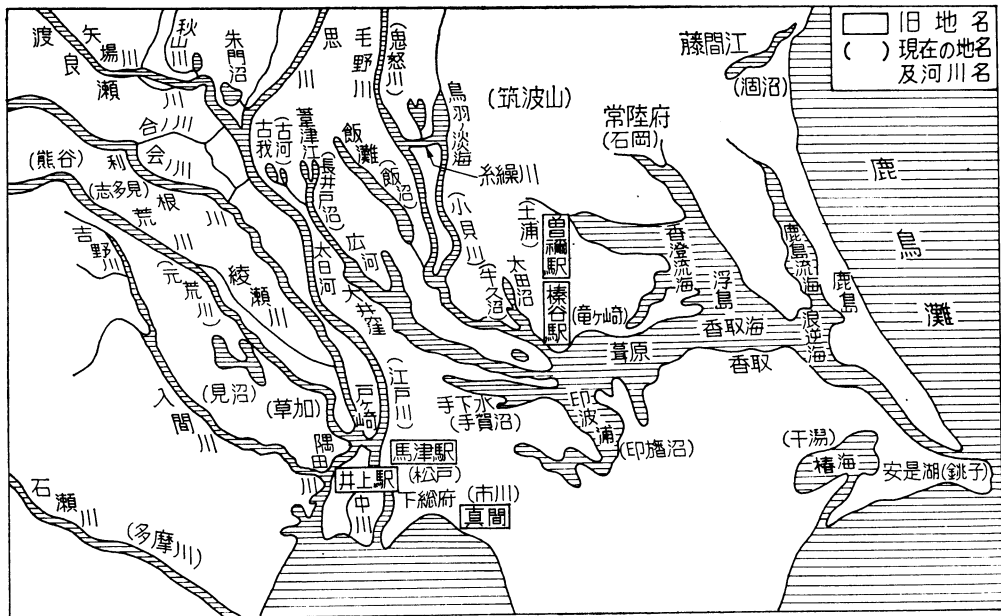 旧地名
( ) 現在の地名
及河川名
渡良瀬川
矢場川
秋山川
朱門沼
思川
毛野川
(鬼怒川)
鳥羽ノ淡海
(筑波山)
藤間江
(涸沼)
常陸府
(石岡)
鹿島灘
合ノ川
会ノ川
利根川
(熊谷)
(志多見)
荒川
(元荒川)
吉野川
綾瀬川
古我
(古河)
葦津江
(長井戸沼)
飯灘
(飯沼)
糸繰川
(小貝川)
広河
大井窪
太日河
(土浦)
曽禰駅
榛谷駅
太田沼
(牛久沼)
(竜ヶ崎)
香澄流海
浮島
鹿島流海
鹿島
浪逆海
香取海
香取
葺原
(見沼)
(草加)
入間川
戸ヶ崎
(江戸川)
隅田川
馬津駅
(松戸)
井上駅
中川
下総府
(市川)
真間
手下水
(手賀沼)
印波浦
(印旛沼)
(干潟)
椿海
安是湖(銚子)
石瀬川
(多摩川)